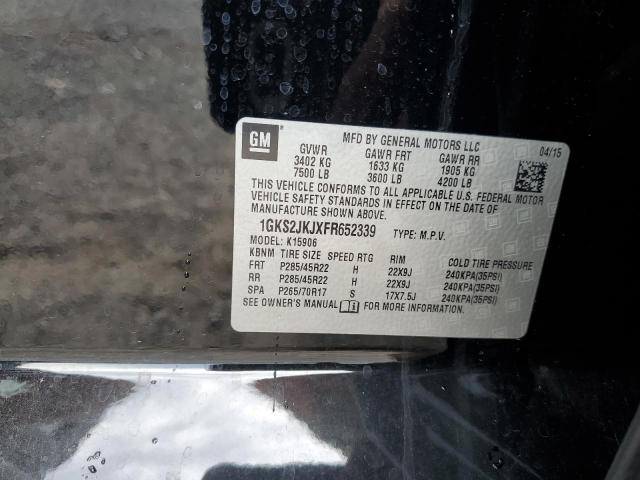 GM
MFD BY GENERAL MOTORS LLC
04/15
GVWR GAWR FRT GAWR RR
3402 KG 1633 KG 1905 KG
7500 LB 3600 LB 4200 LB
THIS VEHICLE CONFORMS TO ALL APPLICABLE U.S. FEDERAL MOTOR
VEHICLE SAFETY STANDARDS IN EFFECT ON THE DATE OF
MANUFACTURE SHOWN ABOVE.
1GKS2JKJXFR652339 TYPE: M.P.V.
MODEL: K15906
KBNM TIRE SIZE SPEED RTG RIM COLD TIRE PRESSURE
FRT P285/45R22 H 22X9J 240KPA(35PSI)
RR P285/45R22 H 22X9J 240KPA(35PSI)
SPA P265/70R17 S 17X7.5J 240KPA(35PSI)
SEE OWNER'S MANUAL FOR MORE INFORMATION.